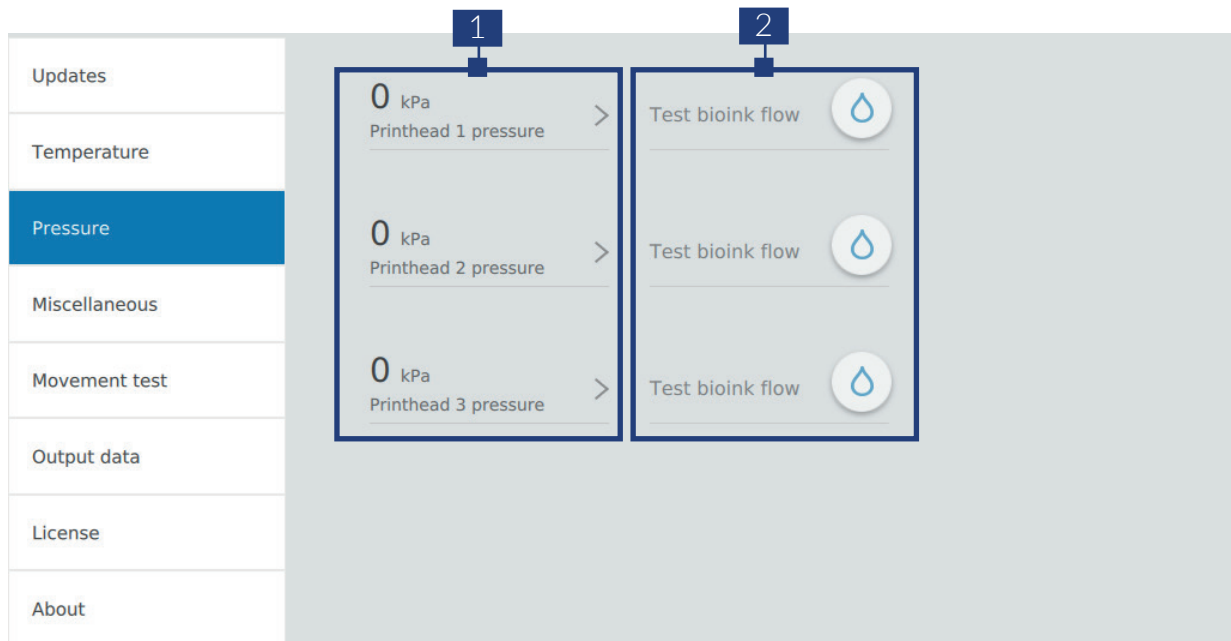 1
2
Updates
Temperature
Pressure
Miscellaneous
Movement test
Output data
License
About
0 kPa
Printhead 1 pressure
Test bioink flow
0 kPa
Printhead 2 pressure
Test bioink flow
0 kPa
Printhead 3 pressure
Test bioink flow